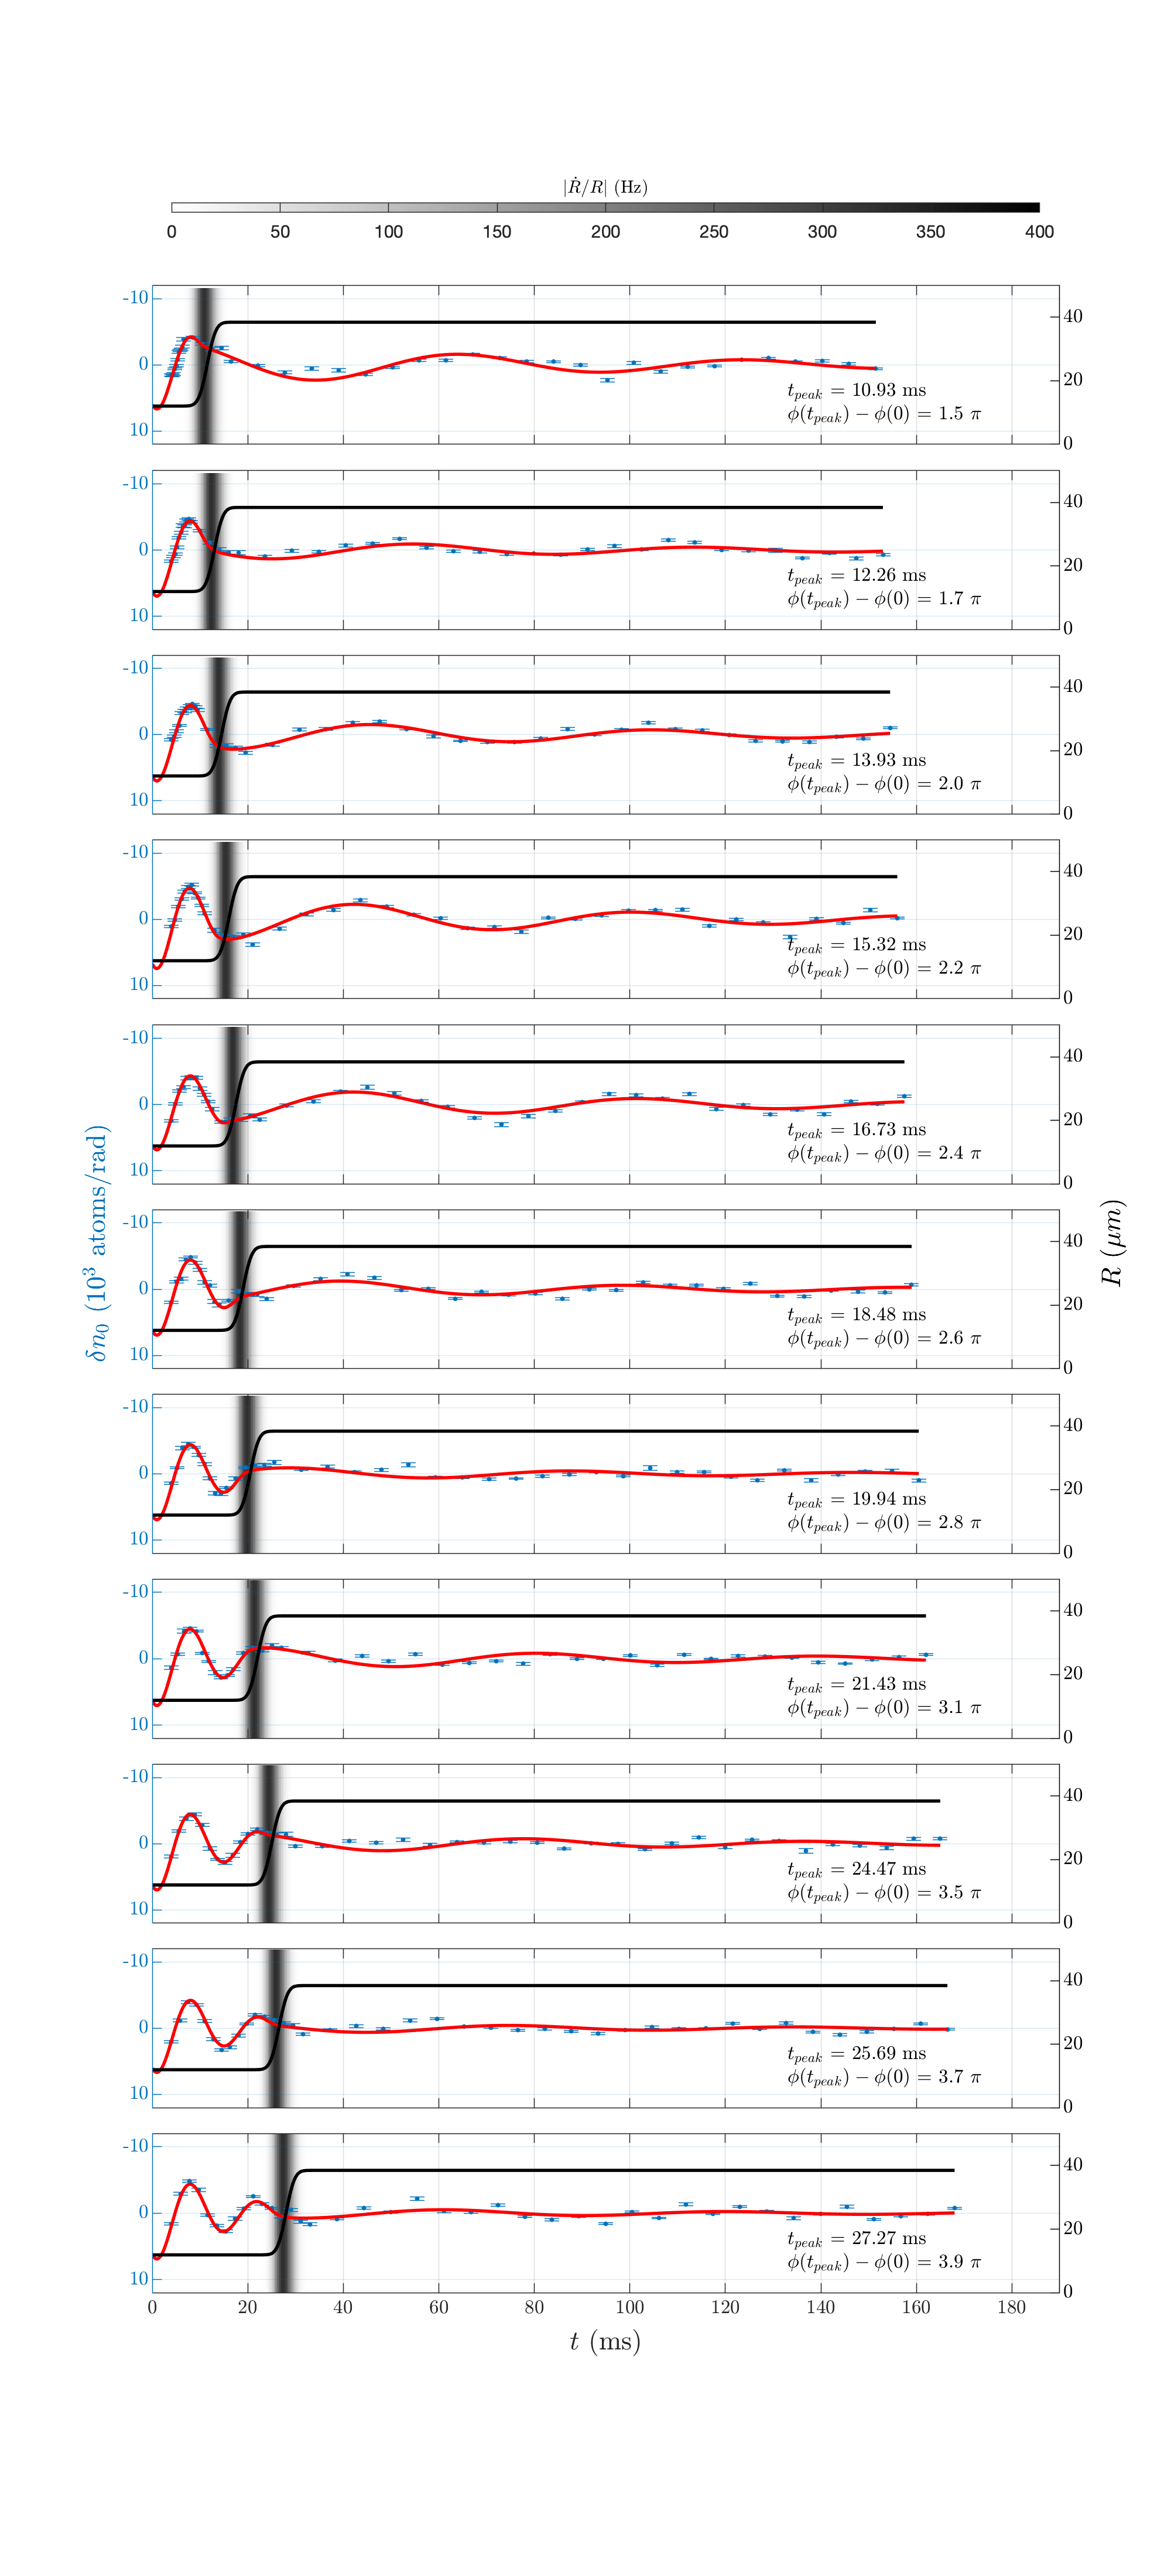 |Ṙ/R| (Hz)
0 50 100 150 200 250 300 350 400
-10
0
10
40
20
0
t_peak = 10.93 ms
ϕ(t_peak) − ϕ(0) = 1.5 π
-10
0
10
40
20
0
t_peak = 12.26 ms
ϕ(t_peak) − ϕ(0) = 1.7 π
-10
0
10
40
20
0
t_peak = 13.93 ms
ϕ(t_peak) − ϕ(0) = 2.0 π
-10
0
10
40
20
0
t_peak = 15.32 ms
ϕ(t_peak) − ϕ(0) = 2.2 π
-10
0
10
40
20
0
t_peak = 16.73 ms
ϕ(t_peak) − ϕ(0) = 2.4 π
δn₀ (10³ atoms/rad)
R (μm)
-10
0
10
40
20
0
t_peak = 18.48 ms
ϕ(t_peak) − ϕ(0) = 2.6 π
-10
0
10
40
20
0
t_peak = 19.94 ms
ϕ(t_peak) − ϕ(0) = 2.8 π
-10
0
10
40
20
0
t_peak = 21.43 ms
ϕ(t_peak) − ϕ(0) = 3.1 π
-10
0
10
40
20
0
t_peak = 24.47 ms
ϕ(t_peak) − ϕ(0) = 3.5 π
-10
0
10
40
20
0
t_peak = 25.69 ms
ϕ(t_peak) − ϕ(0) = 3.7 π
-10
0
10
40
20
0
t_peak = 27.27 ms
ϕ(t_peak) − ϕ(0) = 3.9 π
0 20 40 60 80 100 120 140 160 180
t (ms)